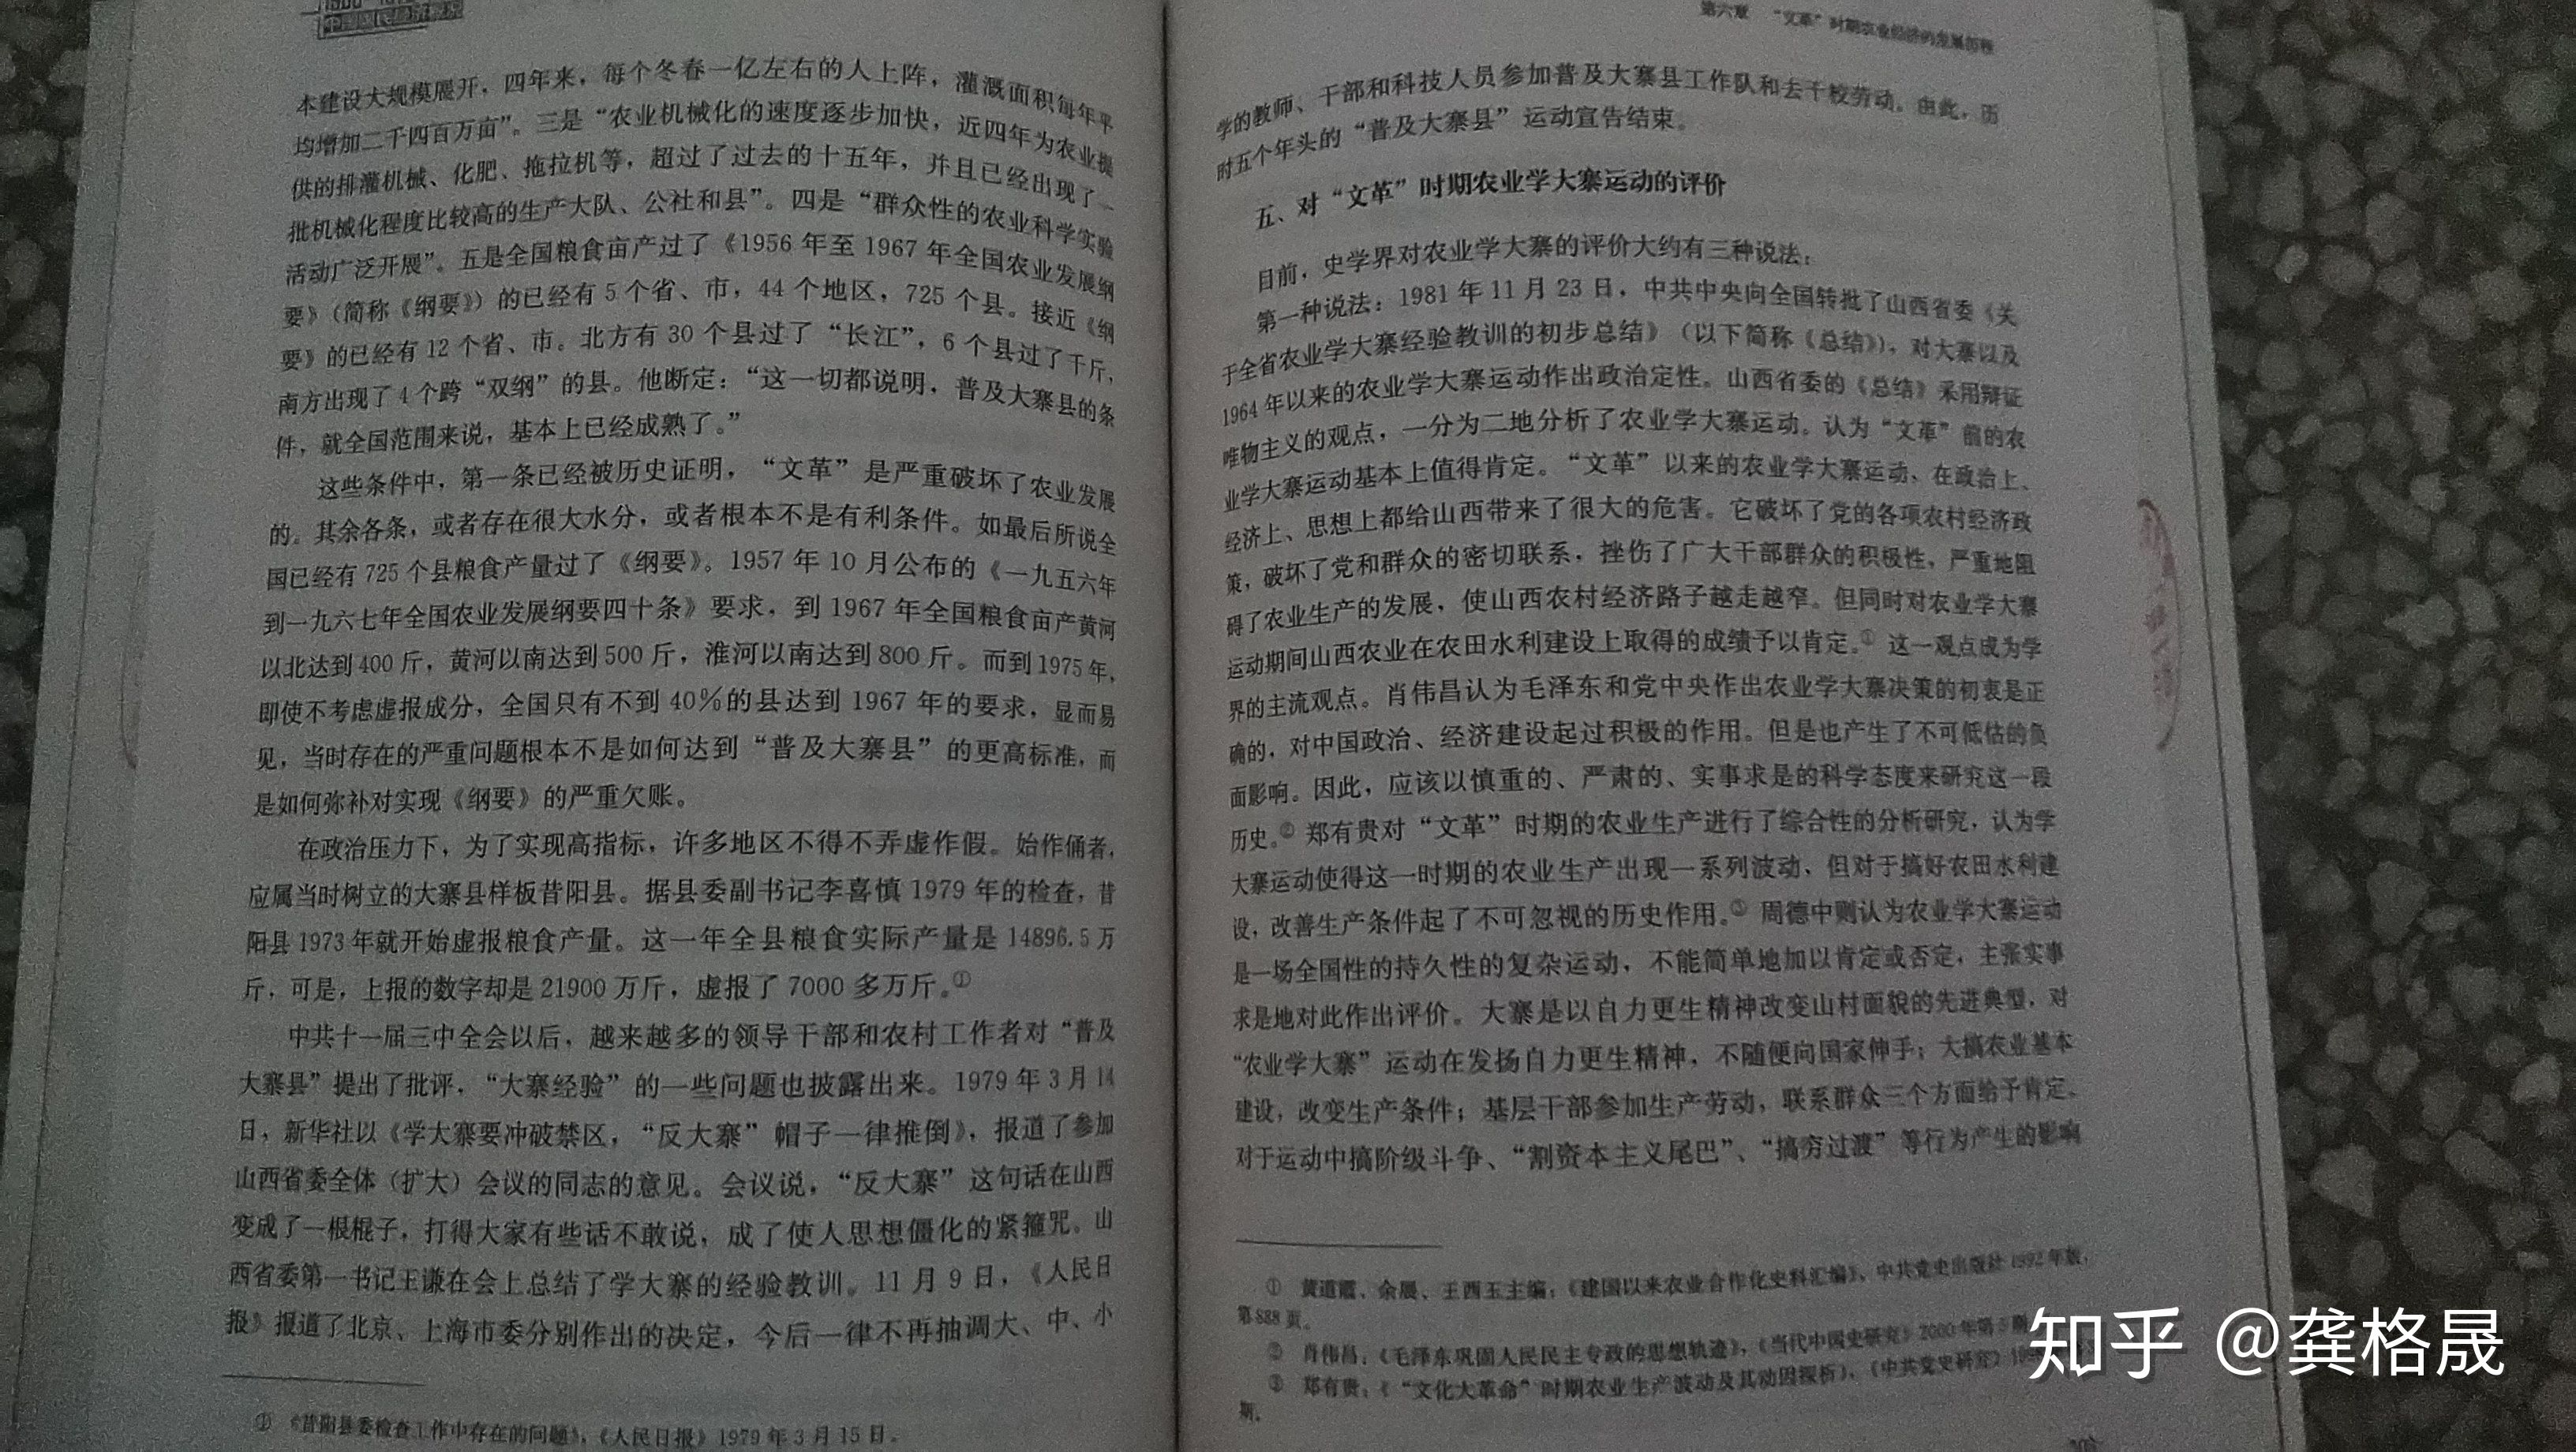 中国国民经济概况
本建设大规模展开，四年来，每个冬春一亿左右的人上阵，灌溉面积每年平
均增加二千四百万亩”。三是“农业机械化的速度逐步加快，近四年为农业提
供的排灌机械、化肥、拖拉机等，超过了过去的十五年，并且已经出现了一
批机械化程度比较高的生产大队、公社和县”。四是“群众性的农业科学实验
活动广泛开展”。五是全国粮食亩产过了《1956 年至 1967 年全国农业发展纲
要》（简称《纲要》）的已经有 5 个省、市，44 个地区，725 个县。接近《纲
要》的已经有 12 个省、市。北方有 30 个县过了“长江”，6 个县过了千斤，
南方出现了 4 个跨“双纲”的县。他断定：“这一切都说明，普及大寨县的条
件，就全国范围来说，基本上已经成熟了。”
这些条件中，第一条已经被历史证明，“文革”是严重破坏了农业发展
的。其余各条，或者存在很大水分，或者根本不是有利条件。如最后所说全
国已经有 725 个县粮食产量过了《纲要》。1957 年 10 月公布的《一九五六年
到一九六七年全国农业发展纲要四十条》要求，到 1967 年全国粮食亩产黄河
以北达到 400 斤，黄河以南达到 500 斤，淮河以南达到 800 斤。而到 1975 年，
即使不考虑虚报成分，全国只有不到 40％的县达到 1967 年的要求，显而易
见，当时存在的严重问题根本不是如何达到“普及大寨县”的更高标准，而
是如何弥补对实现《纲要》的严重欠账。
在政治压力下，为了实现高指标，许多地区不得不弄虚作假。始作俑者，
应属当时树立的大寨县样板昔阳县。据县委副书记李喜慎 1979 年的检查，昔
阳县 1973 年就开始虚报粮食产量。这一年全县粮食实际产量是 14896.5 万
斤，可是，上报的数字却是 21900 万斤，虚报了 7000 多万斤。①
中共十一届三中全会以后，越来越多的领导干部和农村工作者对“普及
大寨县”提出了批评，“大寨经验”的一些问题也披露出来。1979 年 3 月 14
日，新华社以《学大寨要冲破禁区，“反大寨”帽子一律推倒》，报道了参加
山西省委全体（扩大）会议的同志的意见。会议说，“反大寨”这句话在山西
变成了一根棍子，打得大家有些话不敢说，成了使人思想僵化的紧箍咒。山
西省委第一书记王谦在会上总结了学大寨的经验教训。11 月 9 日，《人民日
报》报道了北京、上海市委分别作出的决定，今后一律不再抽调大、中、小
① 《昔阳县委检查工作中存在的问题》，《人民日报》1979 年 3 月 15 日。
第六章 “文革”时期农业经济的发展历程
学的教师、干部和科技人员参加普及大寨县工作队和去干校劳动。由此，历
时五个年头的“普及大寨县”运动宣告结束。
五、对“文革”时期农业学大寨运动的评价
目前，史学界对农业学大寨的评价大约有三种说法：
第一种说法：1981 年 11 月 23 日，中共中央向全国转批了山西省委《关
于全省农业学大寨经验教训的初步总结》（以下简称《总结》），对大寨以及
1964 年以来的农业学大寨运动作出政治定性。山西省委的《总结》采用辩证
唯物主义的观点，一分为二地分析了农业学大寨运动。认为“文革”前的农
业学大寨运动基本上值得肯定。“文革”以来的农业学大寨运动，在政治上、
经济上、思想上都给山西带来了很大的危害。它破坏了党的各项农村经济政
策，破坏了党和群众的密切联系，挫伤了广大干部群众的积极性，严重地阻
碍了农业生产的发展，使山西农村经济路子越走越窄。但同时对农业学大寨
运动期间山西农业在农田水利建设上取得的成绩予以肯定。① 这一观点成为学
界的主流观点。肖伟昌认为毛泽东和党中央作出农业学大寨决策的初衷是正
确的，对中国政治、经济建设起过积极的作用。但是也产生了不可低估的负
面影响。因此，应该以慎重的、严肃的、实事求是的科学态度来研究这一段
历史。② 郑有贵对“文革”时期的农业生产进行了综合性的分析研究，认为学
大寨运动使得这一时期的农业生产出现一系列波动，但对于搞好农田水利建
设，改善生产条件起了不可忽视的历史作用。③ 周德中则认为农业学大寨运动
是一场全国性的持久性的复杂运动，不能简单地加以肯定或否定，主张实事
求是地对此作出评价。大寨是以自力更生精神改变山村面貌的先进典型，对
“农业学大寨”运动在发扬自力更生精神，不随便向国家伸手；大搞农业基本
建设，改变生产条件；基层干部参加生产劳动，联系群众三个方面给予肯定。
对于运动中搞阶级斗争、“割资本主义尾巴”、“搞穷过渡”等行为产生的影响
① 黄道霞、余展、王西玉主编：《建国以来农业合作化史料汇编》，中共党史出版社 1992 年版，
第 888 页。
② 肖伟昌：《毛泽东巩固人民民主专政的思想轨迹》，《当代中国史研究》2000 年第
③ 郑有贵：《“文化大革命”时期农业生产波动及其动因探析》，《中共党史研究》
期。
知乎 @龚格晟